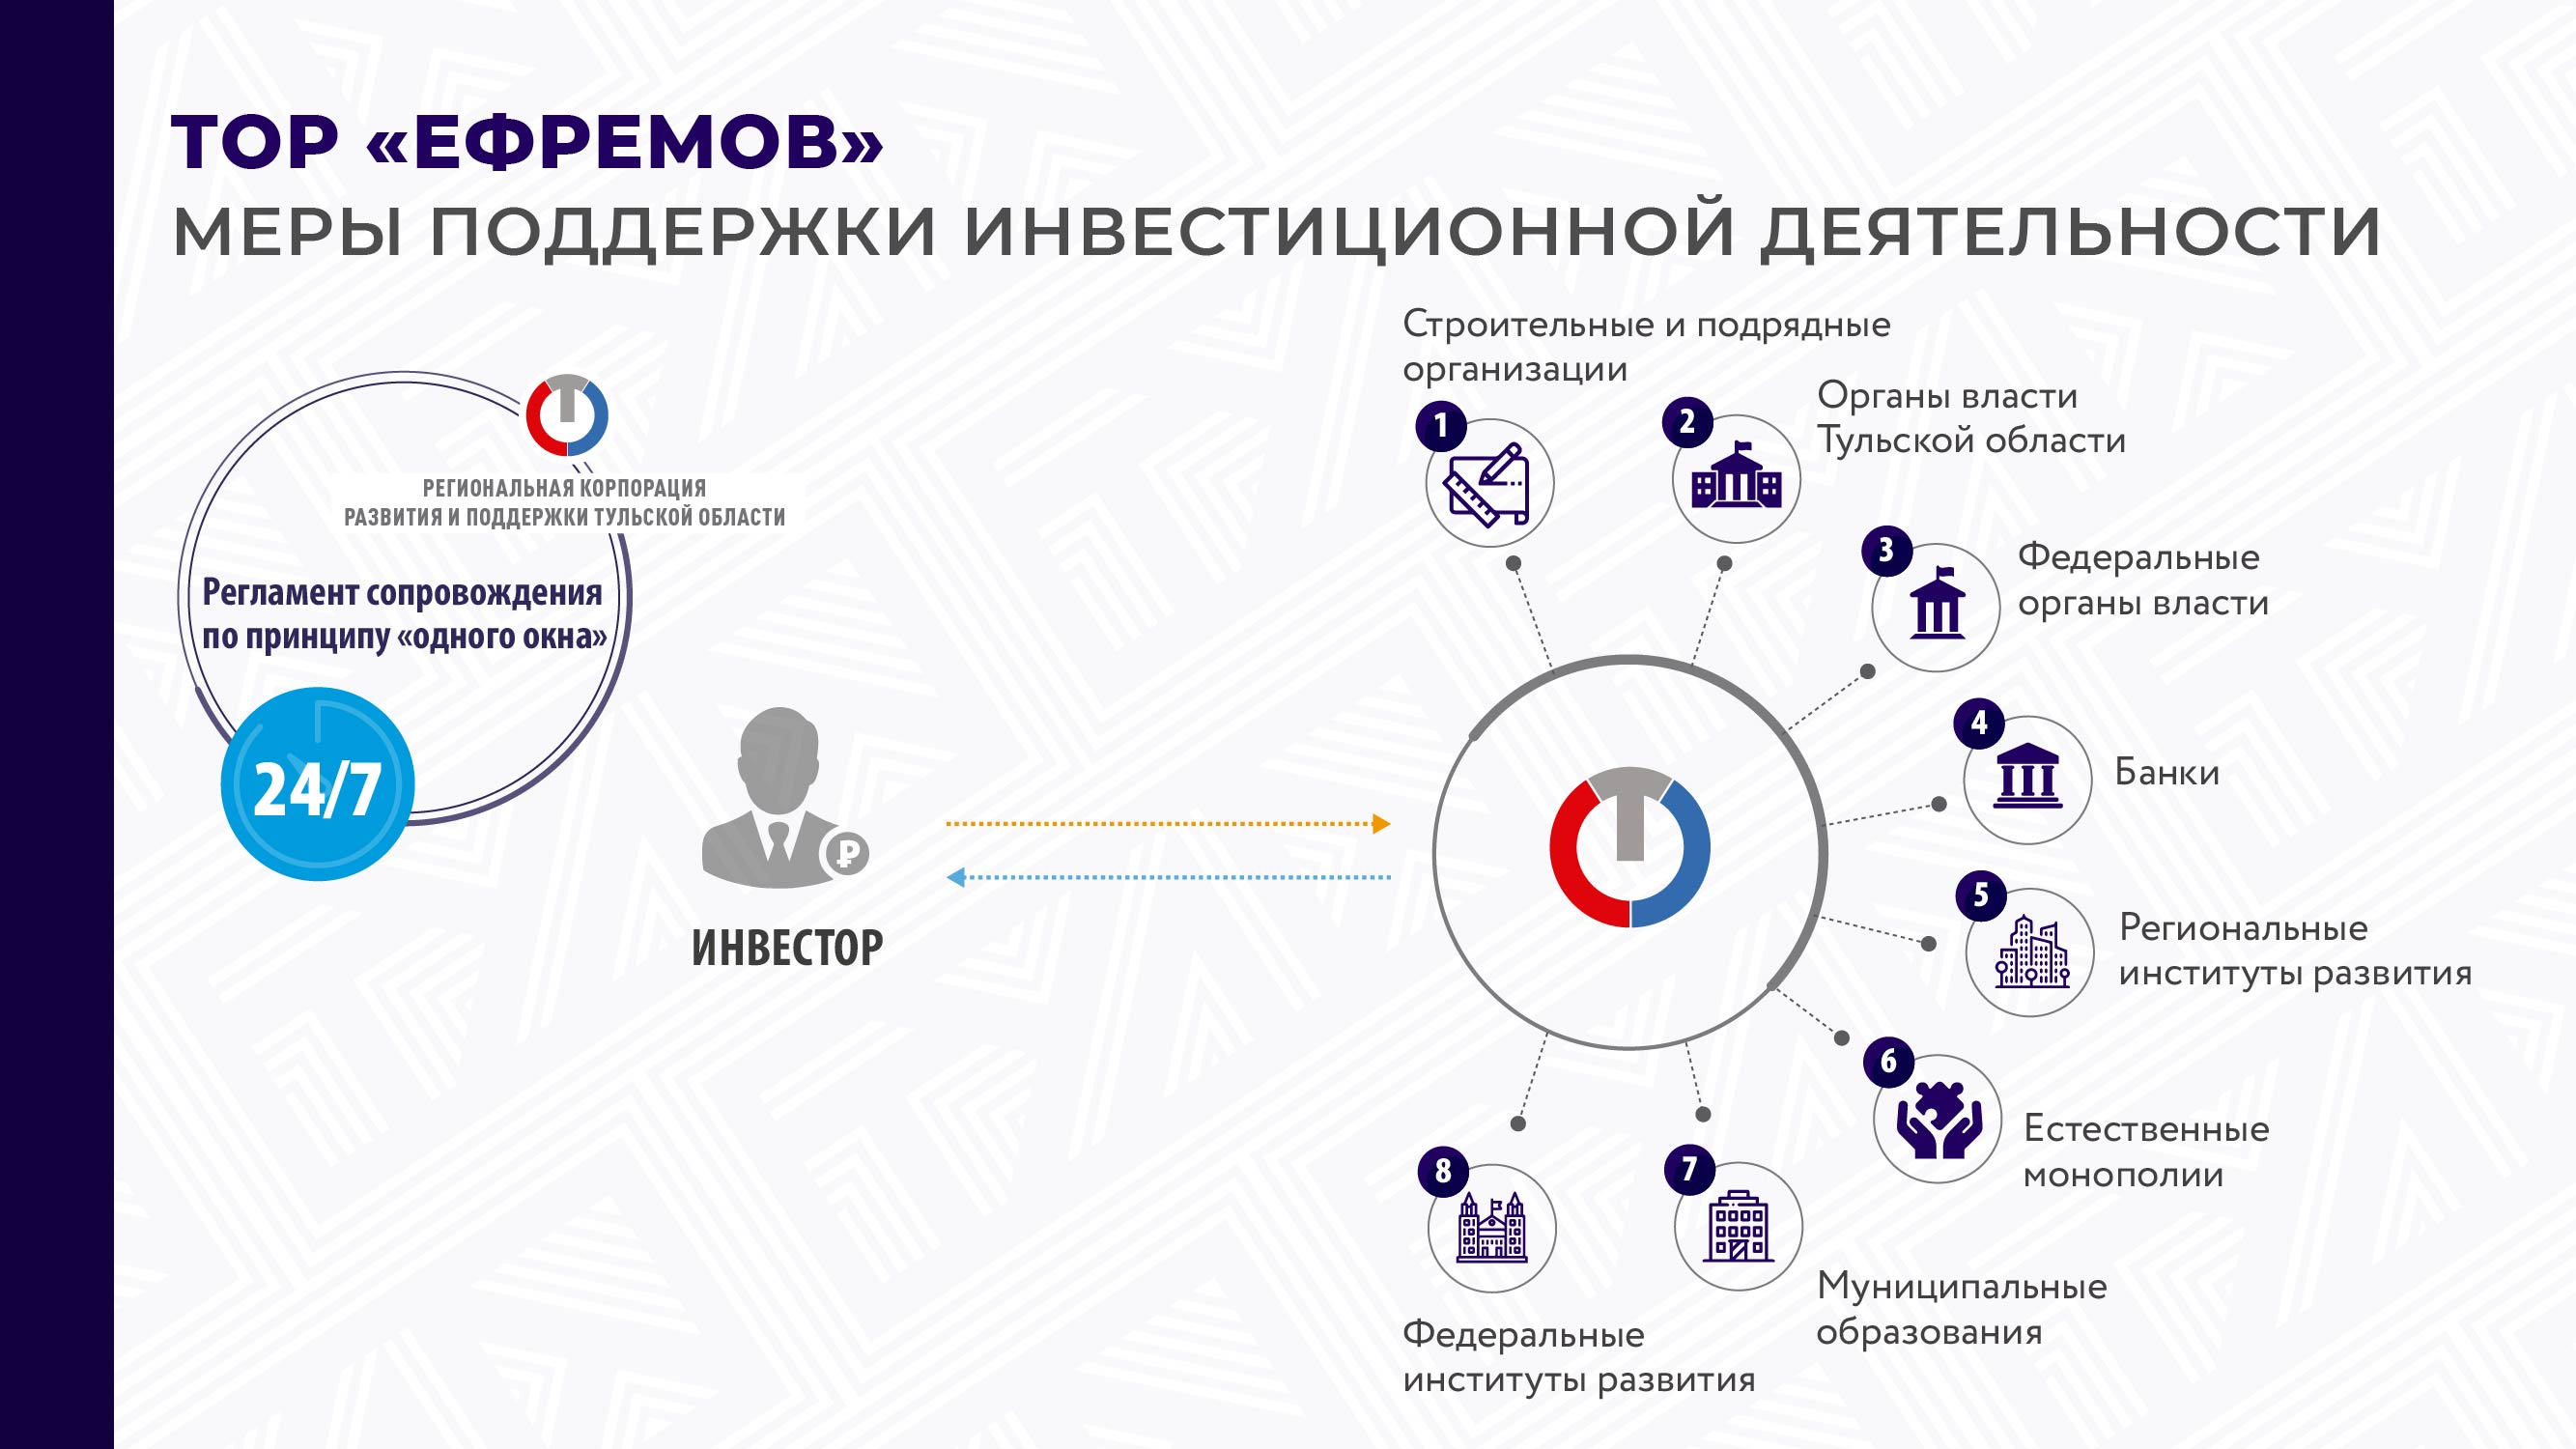 ТОР «ЕФРЕМОВ»
МЕРЫ ПОДДЕРЖКИ ИНВЕСТИЦИОННОЙ ДЕЯТЕЛЬНОСТИ
РЕГИОНАЛЬНАЯ КОРПОРАЦИЯ
РАЗВИТИЯ И ПОДДЕРЖКИ ТУЛЬСКОЙ ОБЛАСТИ
Регламент сопровождения
по принципу «одного окна»
24/7
₽
ИНВЕСТОР
Строительные и подрядные
организации
1
2
Органы власти
Тульской области
3
Федеральные
органы власти
4
Банки
5
Региональные
институты развития
6
Естественные
монополии
7
Муниципальные
образования
8
Федеральные
институты развития